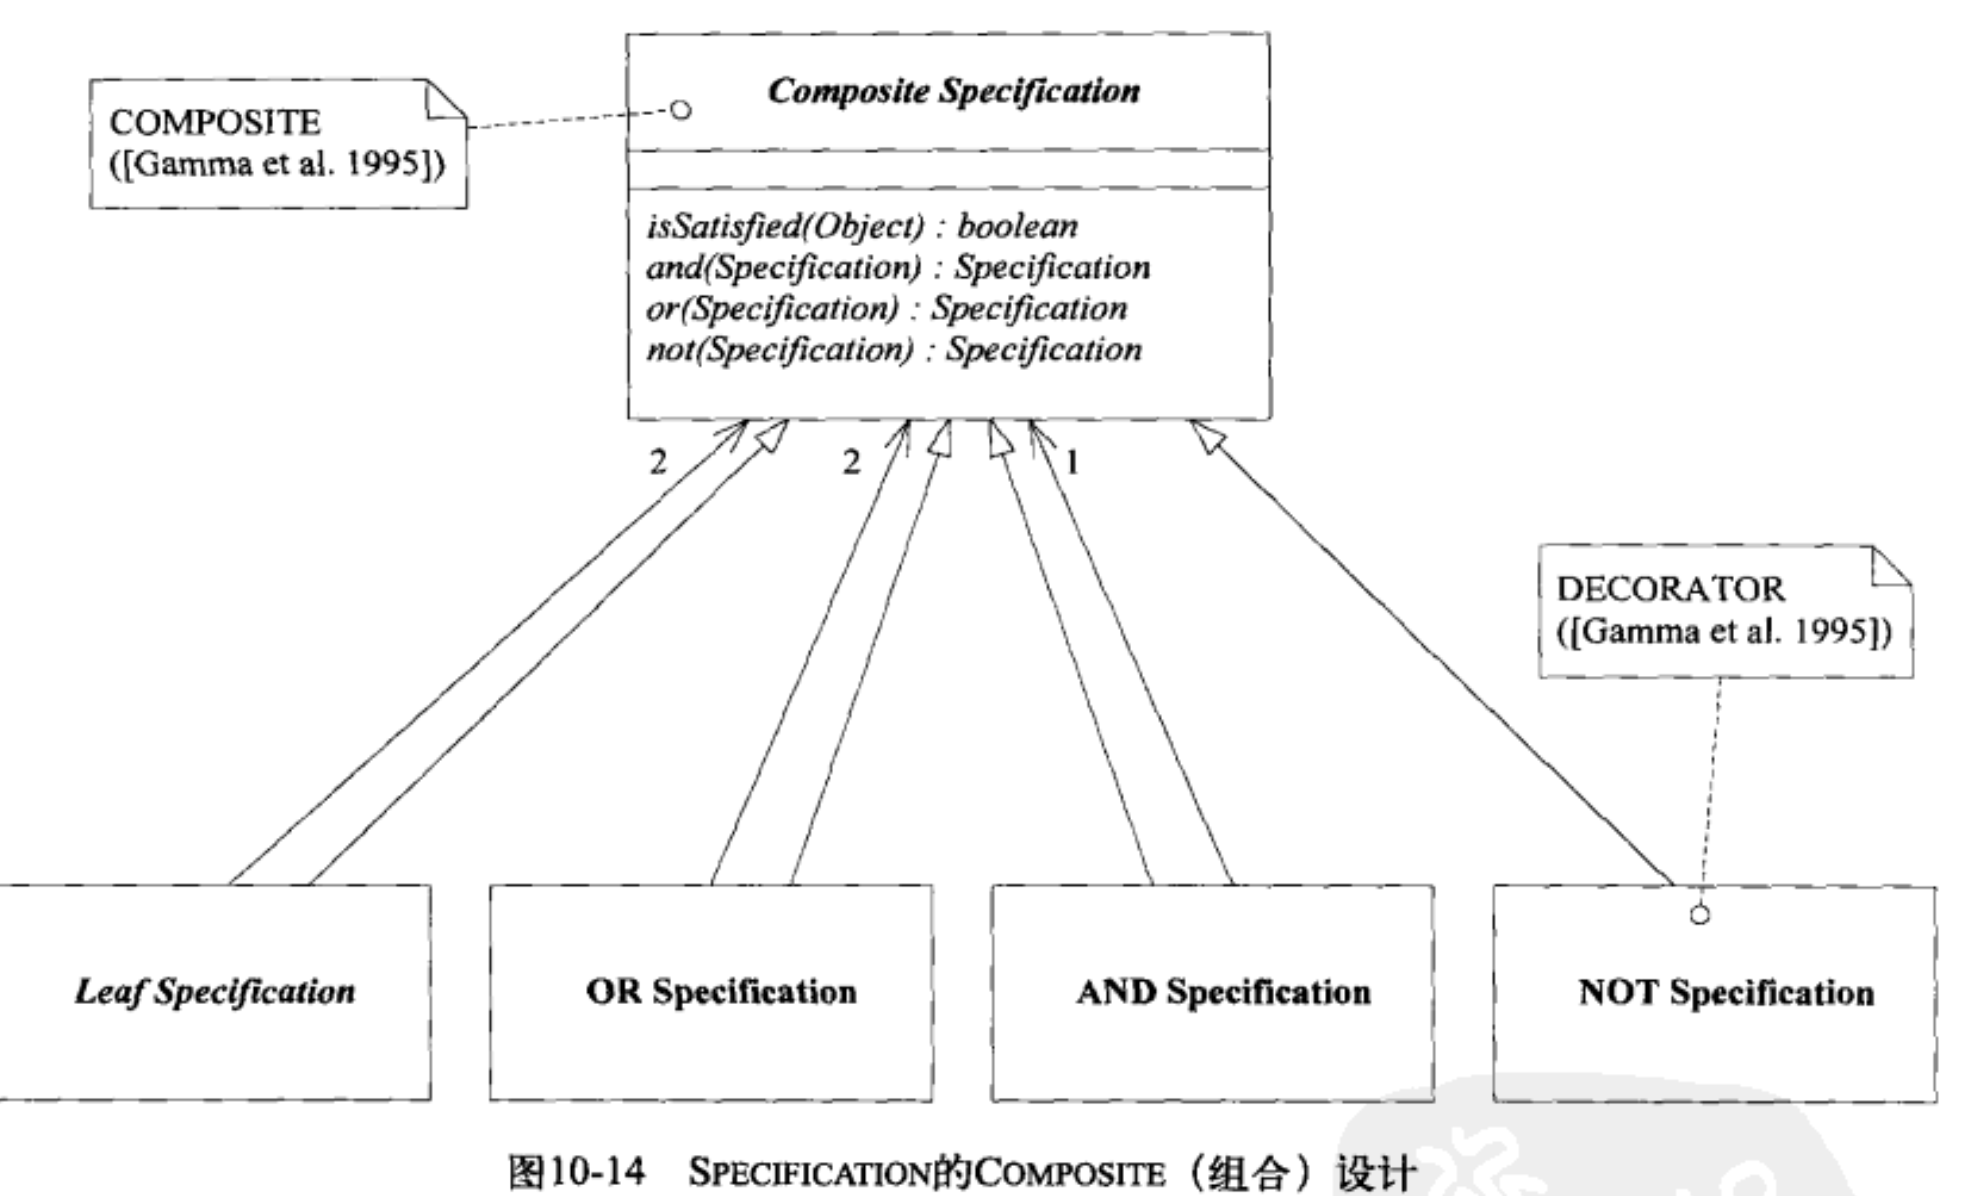 COMPOSITE
([Gamma et al. 1995])
Composite Specification
isSatisfied(Object) : boolean
and(Specification) : Specification
or(Specification) : Specification
not(Specification) : Specification
2
2
1
DECORATOR
([Gamma et al. 1995])
Leaf Specification
OR Specification
AND Specification
NOT Specification
图10-14 SPECIFICATION的COMPOSITE（组合）设计